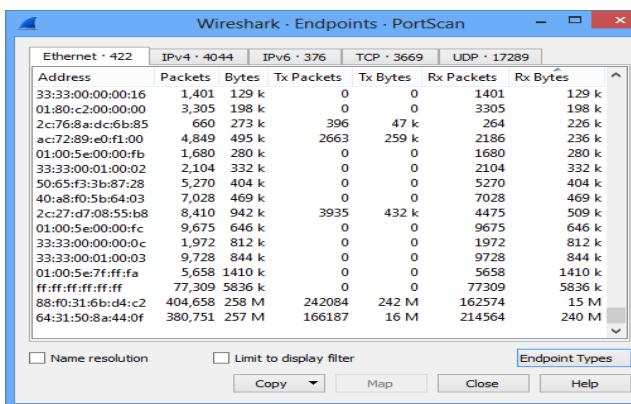 Wireshark · Endpoints · PortScan
Ethernet · 422 IPv4 · 4044 IPv6 · 376 TCP · 3669 UDP · 17289
Address Packets Bytes Tx Packets Tx Bytes Rx Packets Rx Bytes
33:33:00:00:00:16 1,401 129 k 0 0 1401 129 k
01:80:c2:00:00:00 3,305 198 k 0 0 3305 198 k
2c:76:8a:dc:6b:85 660 273 k 396 47 k 264 226 k
ac:72:89:e0:f1:00 4,849 495 k 2663 259 k 2186 236 k
01:00:5e:00:00:fb 1,680 280 k 0 0 1680 280 k
33:33:00:01:00:02 2,104 332 k 0 0 2104 332 k
50:65:f3:3b:87:28 5,270 404 k 0 0 5270 404 k
40:a8:f0:5b:64:03 7,028 469 k 0 0 7028 469 k
2c:27:d7:08:55:b8 8,410 942 k 3935 432 k 4475 509 k
01:00:5e:00:00:fc 9,675 646 k 0 0 9675 646 k
33:33:00:00:00:0c 1,972 812 k 0 0 1972 812 k
33:33:00:01:00:03 9,728 844 k 0 0 9728 844 k
01:00:5e:7f:ff:fa 5,658 1410 k 0 0 5658 1410 k
ff:ff:ff:ff:ff:ff 77,309 5836 k 0 0 77309 5836 k
88:f0:31:6b:d4:c2 404,658 258 M 242084 242 M 162574 15 M
64:31:50:8a:44:0f 380,751 257 M 166187 16 M 214564 240 M
Name resolution Limit to display filter Endpoint Types
Copy Map Close Help